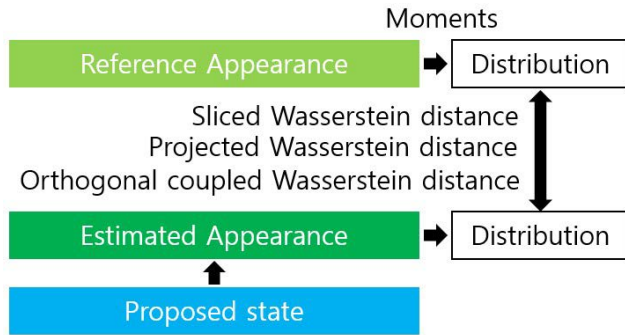 Moments
Reference Appearance
Distribution
Sliced Wasserstein distance
Projected Wasserstein distance
Orthogonal coupled Wasserstein distance
Estimated Appearance
Distribution
Proposed state